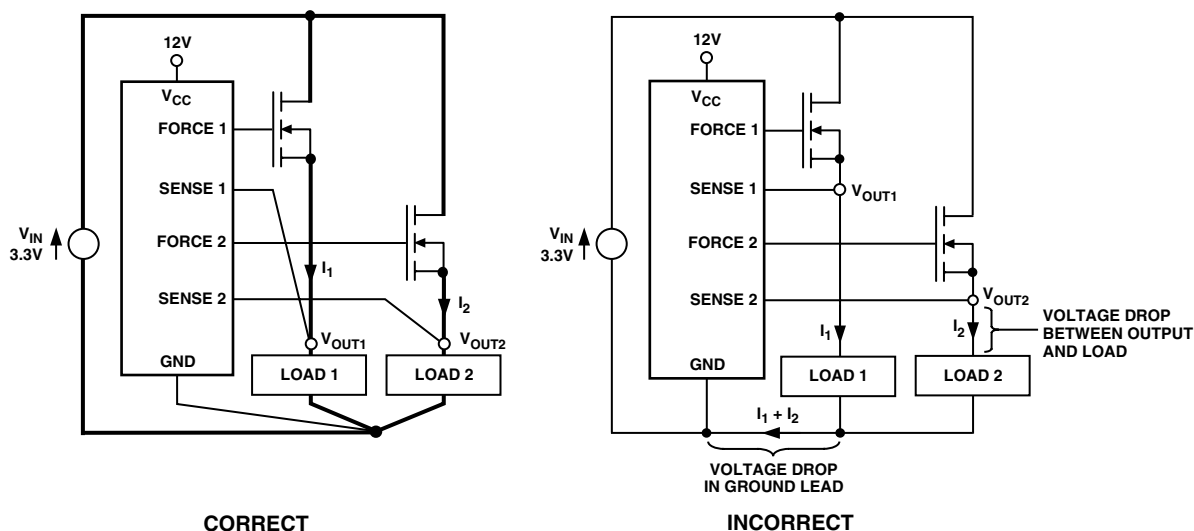 12V
VCC
FORCE 1
SENSE 1
VIN
3.3V
FORCE 2
I1
SENSE 2
I2
VOUT1
VOUT2
GND
LOAD 1
LOAD 2
CORRECT
12V
VCC
FORCE 1
SENSE 1
VOUT1
VIN
3.3V
FORCE 2
SENSE 2
VOUT2
I1
I2
VOLTAGE DROP
BETWEEN OUTPUT
AND LOAD
GND
LOAD 1
LOAD 2
I1 + I2
VOLTAGE DROP
IN GROUND LEAD
INCORRECT